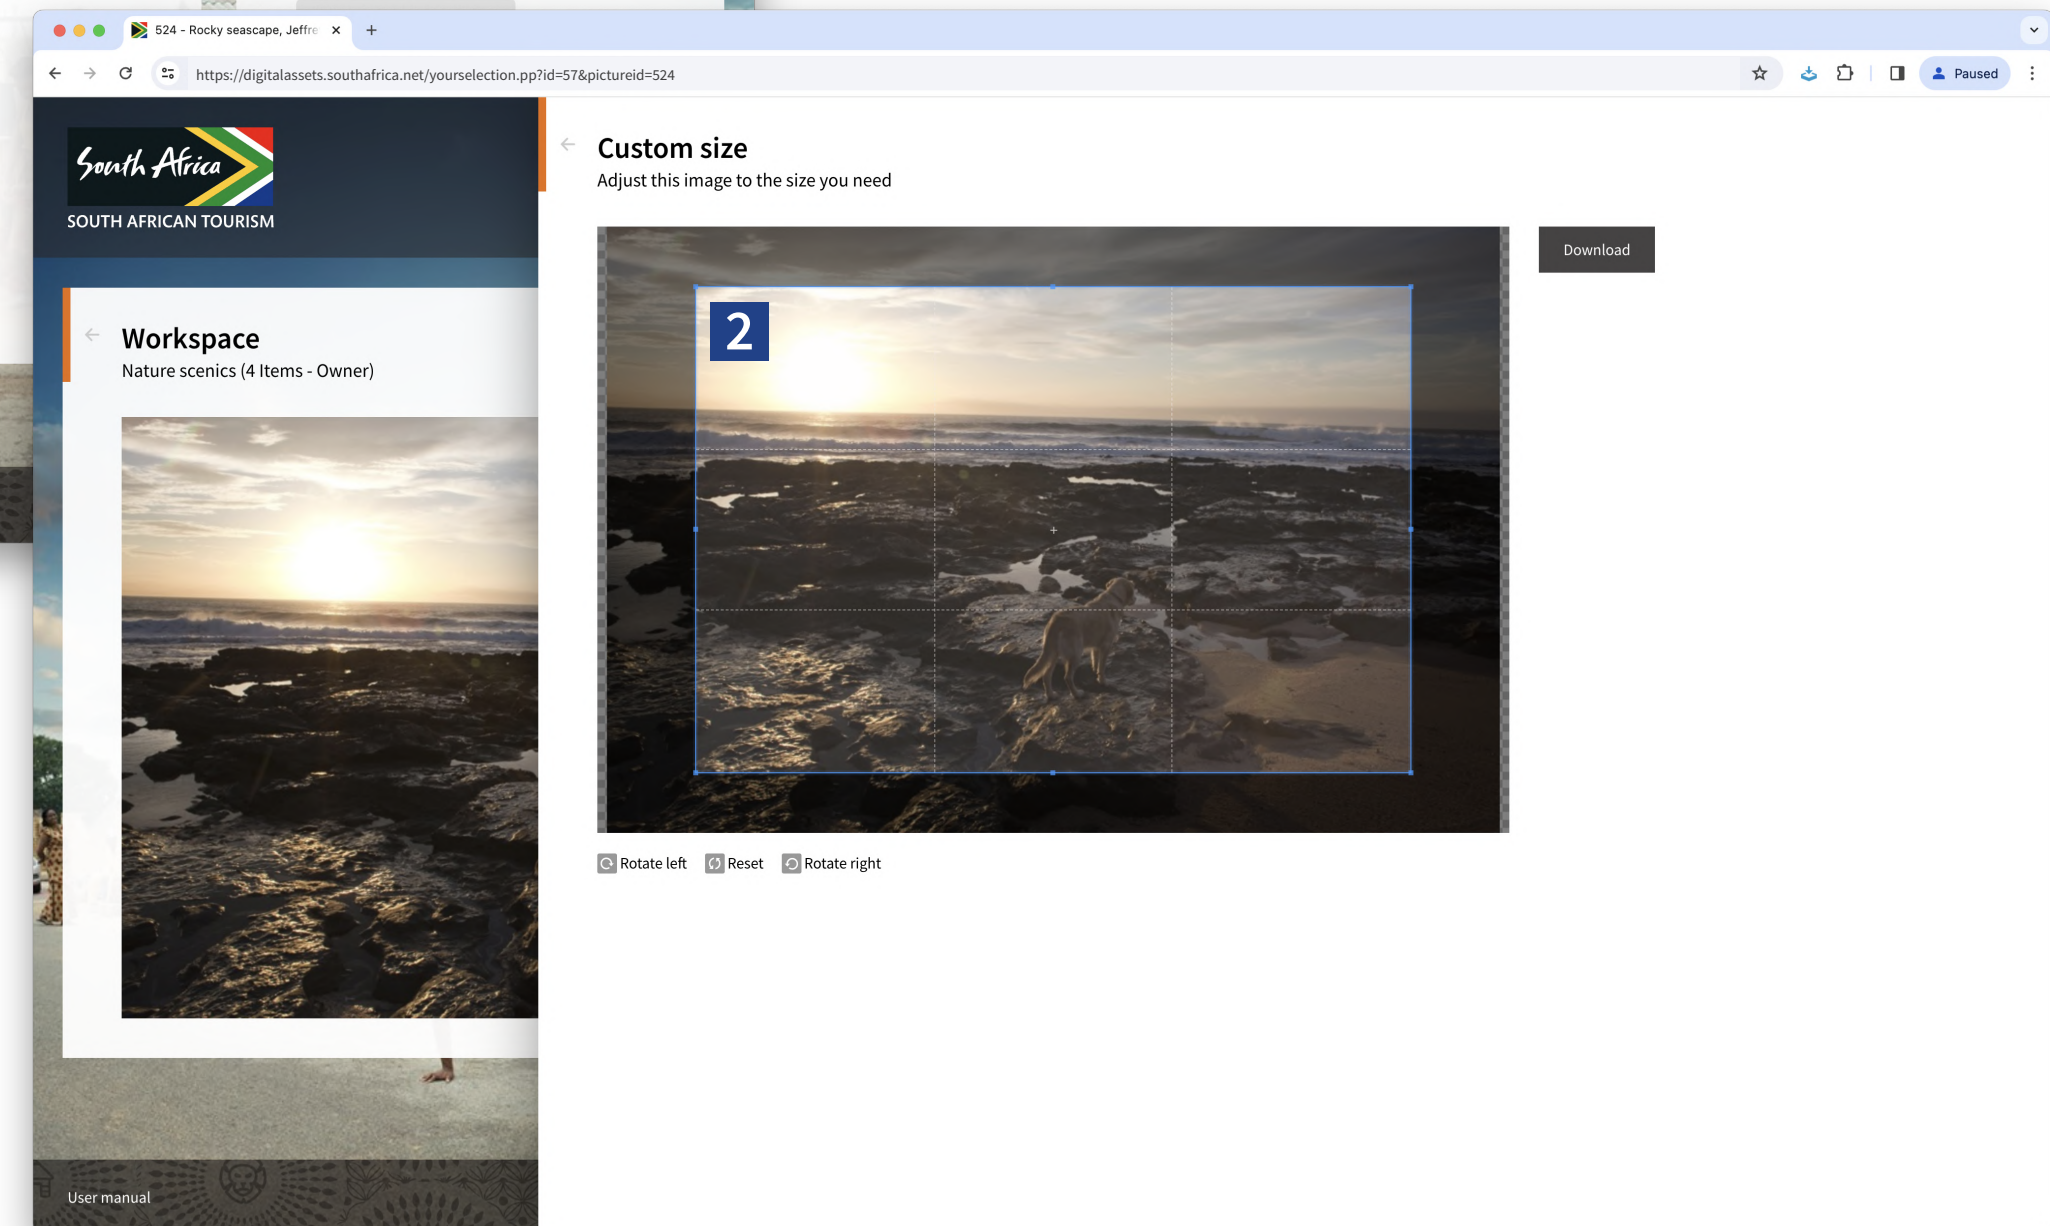 524 - Rocky seascape, Jeffre
https://digitalassets.southafrica.net/yourselection.pp?id=57&pictureid=524
Paused
South Africa
SOUTH AFRICAN TOURISM
Workspace
Nature scenics (4 Items - Owner)
User manual
Custom size
Adjust this image to the size you need
2
Download
Rotate left
Reset
Rotate right